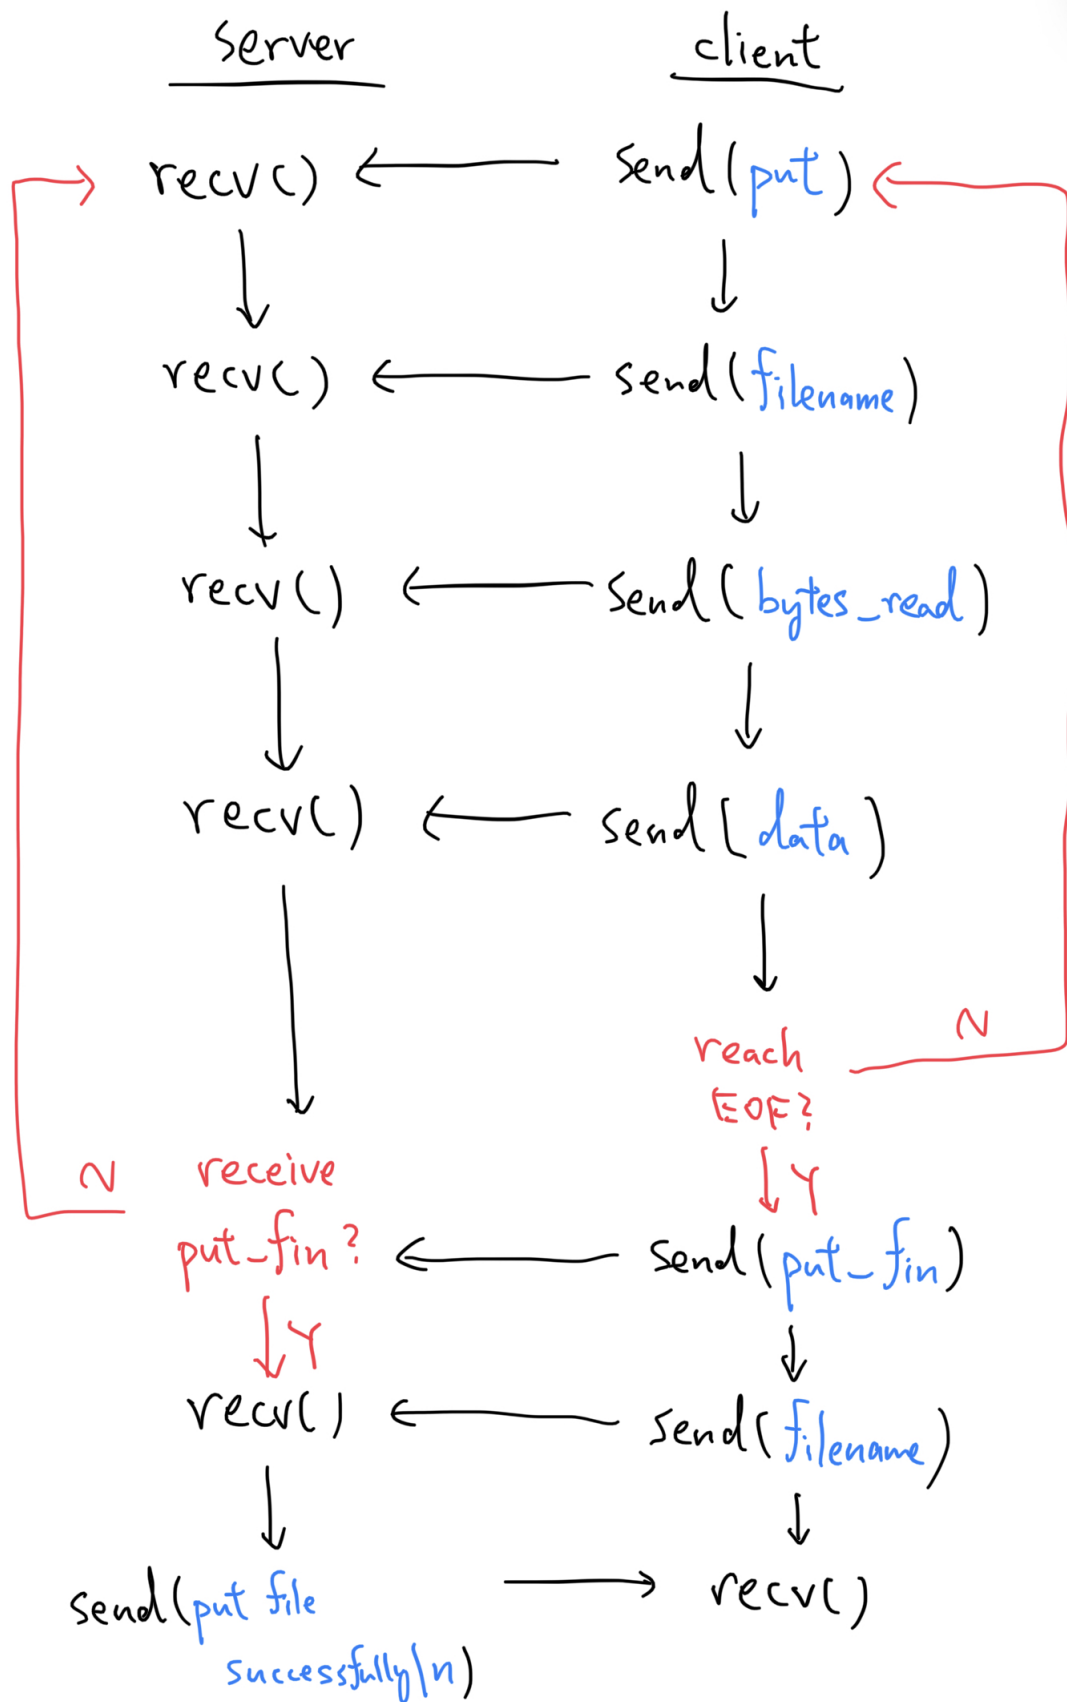 server client
recv() send(put)
recv() send(filename)
recv() send(bytes_read)
recv() send(data)
reach N
EOF?
N receive Y
put_fin? send(put_fin)
Y
recv() send(filename)
send(put file recv()
successfully\n)